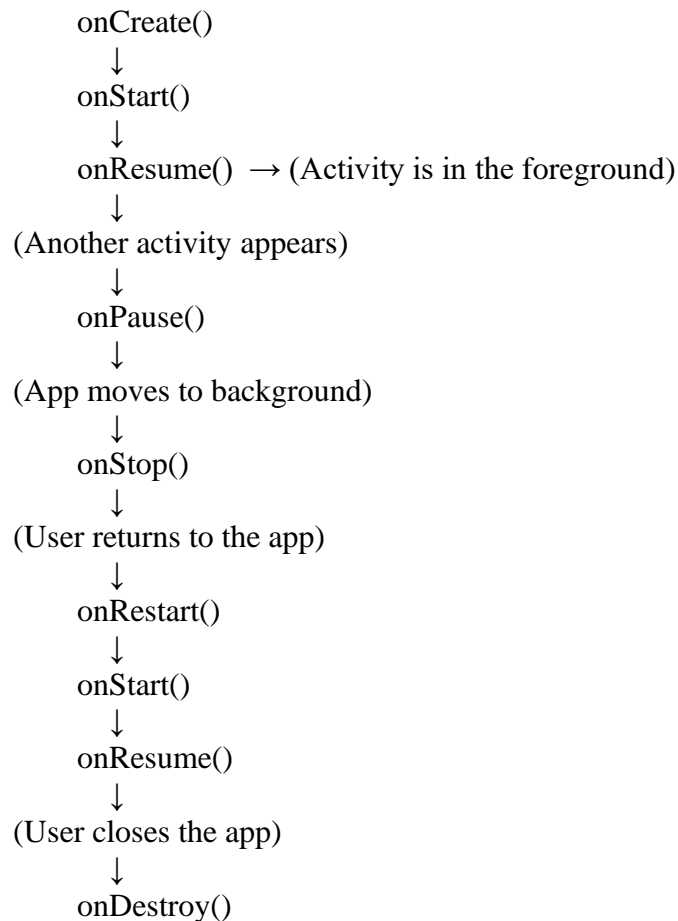 onCreate()
↓
onStart()
↓
onResume() → (Activity is in the foreground)
↓
(Another activity appears)
↓
onPause()
↓
(App moves to background)
↓
onStop()
↓
(User returns to the app)
↓
onRestart()
↓
onStart()
↓
onResume()
↓
(User closes the app)
↓
onDestroy()